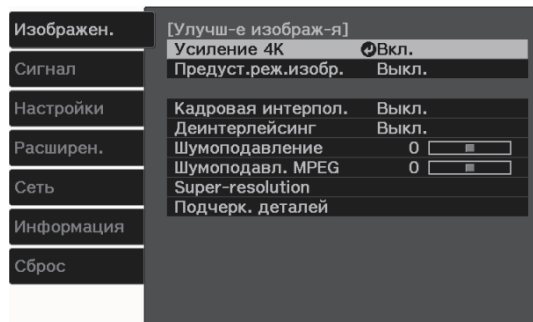 Изображен.
Сигнал
Настройки
Расширен.
Сеть
Информация
Сброс
[Улучш-е изображ-я]
Усиление 4K Вкл.
Предуст.реж.изобр. Выкл.
Кадровая интерпол. Выкл.
Деинтерлейсинг Выкл.
Шумоподавление 0
Шумоподавл. MPEG 0
Super-resolution
Подчерк. деталей